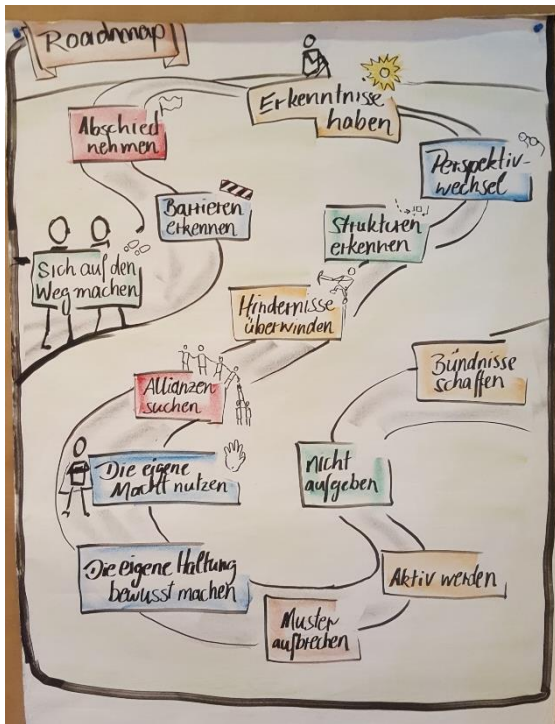 Roadmap
Erkenntnisse
haben
Abschied
nehmen
Perspektiv-
wechsel
Barrieren
erkennen
Strukturen
erkennen
Sich auf den
Weg machen
Hindernisse
überwinden
Bündnisse
schaffen
Allianzen
suchen
Die eigene
Macht nutzen
nicht
aufgeben
Die eigene Haltung
bewusst machen
Aktiv werden
Muster
aufbrechen